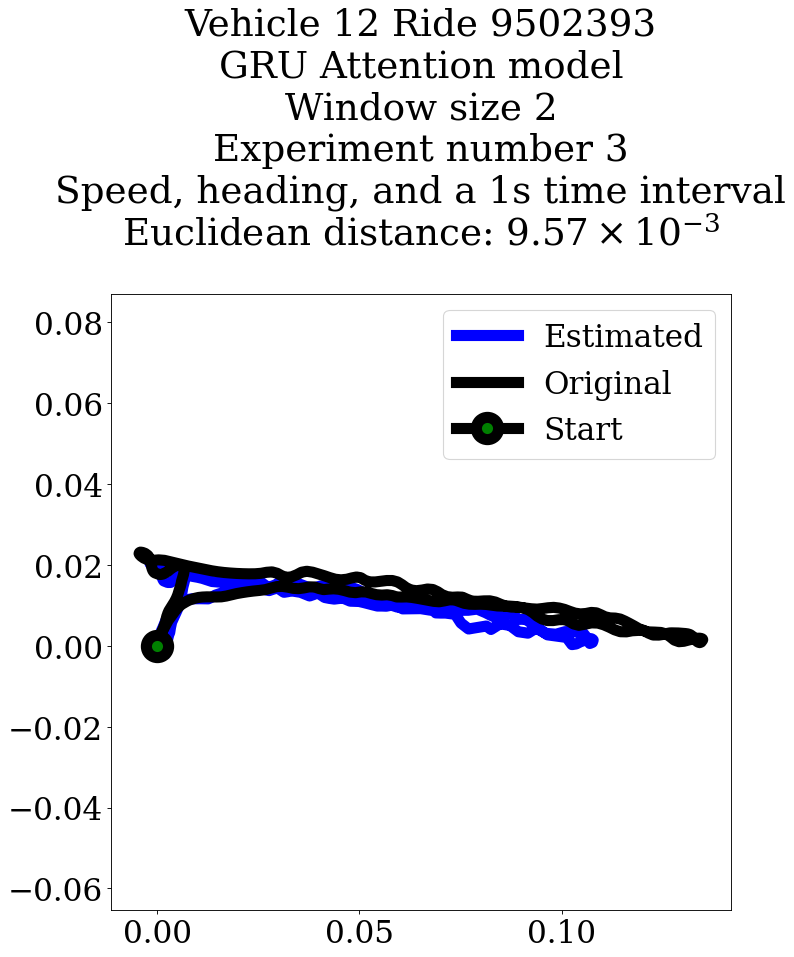 Vehicle 12 Ride 9502393
GRU Attention model
Window size 2
Experiment number 3
Speed, heading, and a 1s time interval
Euclidean distance: 9.57 × 10⁻³
Estimated
Original
Start
0.08
0.06
0.04
0.02
0.00
−0.02
−0.04
−0.06
0.00 0.05 0.10